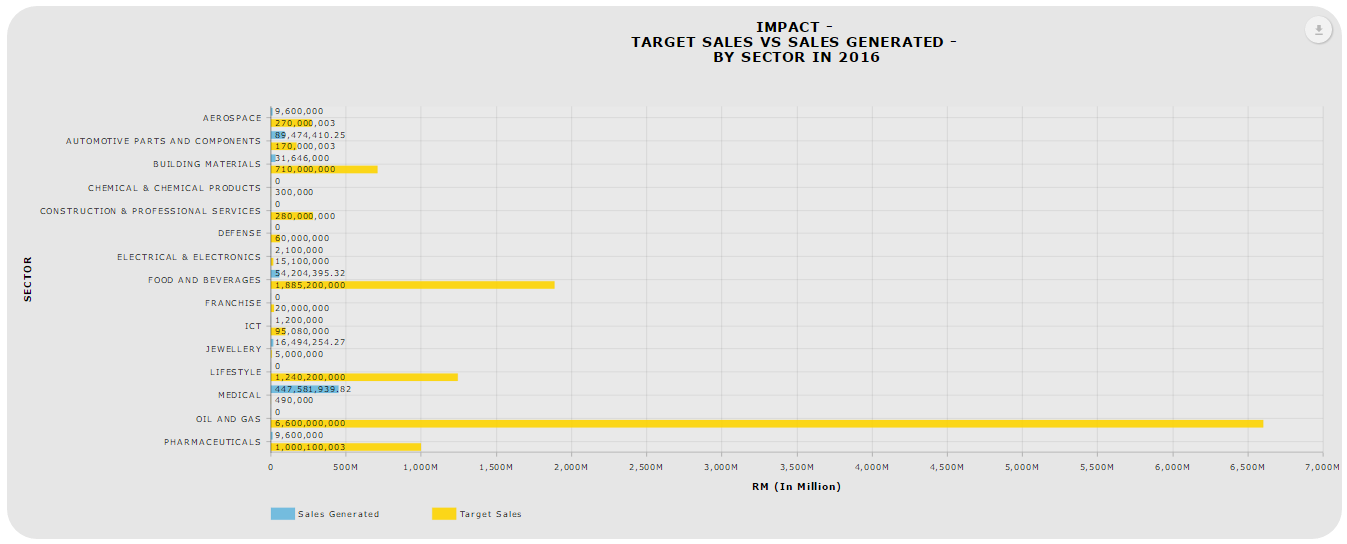 IMPACT -
TARGET SALES VS SALES GENERATED -
BY SECTOR IN 2016
SECTOR
AEROSPACE
9,600,000
270,000,003
AUTOMOTIVE PARTS AND COMPONENTS
89,474,410.25
170,000,003
BUILDING MATERIALS
31,646,000
710,000,000
CHEMICAL & CHEMICAL PRODUCTS
0
300,000
CONSTRUCTION & PROFESSIONAL SERVICES
0
280,000,000
DEFENSE
0
60,000,000
ELECTRICAL & ELECTRONICS
2,100,000
15,100,000
FOOD AND BEVERAGES
54,204,395.32
1,885,200,000
FRANCHISE
0
20,000,000
ICT
1,200,000
95,080,000
JEWELLERY
16,494,254.27
5,000,000
LIFESTYLE
0
1,240,200,000
MEDICAL
447,581,939.82
490,000
OIL AND GAS
0
6,600,000,000
PHARMACEUTICALS
9,600,000
1,000,100,003
0 500M 1,000M 1,500M 2,000M 2,500M 3,000M 3,500M 4,000M 4,500M 5,000M 5,500M 6,000M 6,500M 7,000M
RM (In Million)
Sales Generated Target Sales